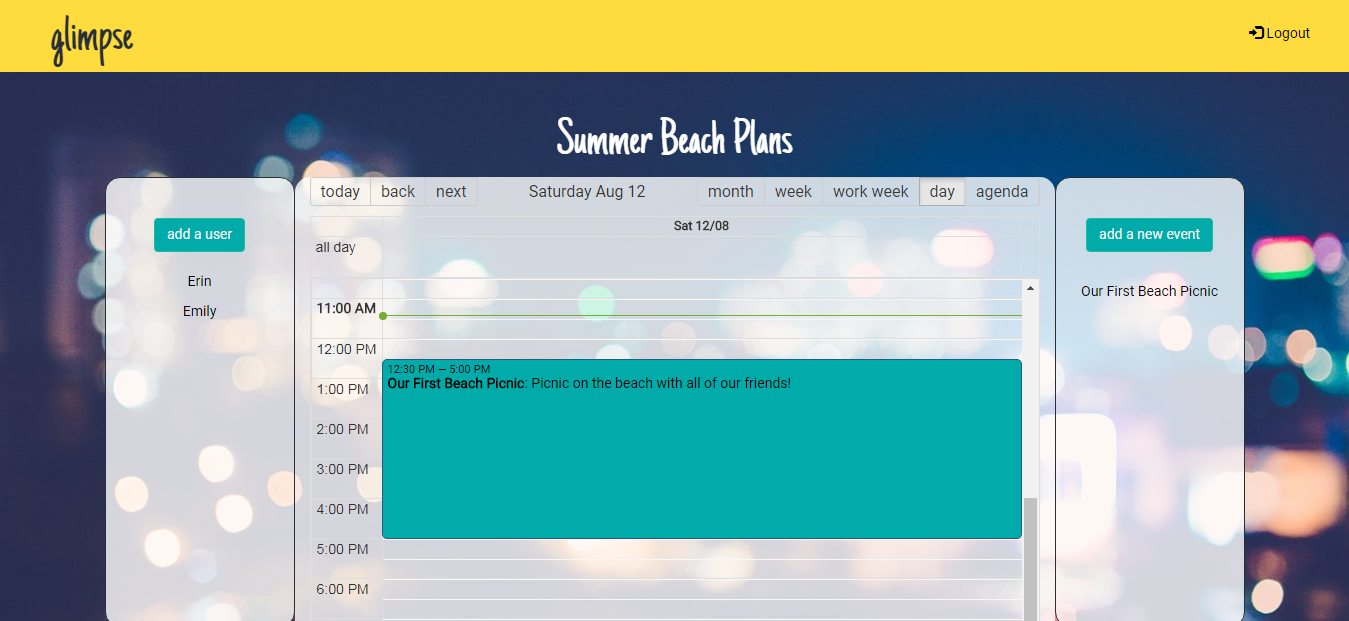 glimpse
Logout
Summer Beach Plans
today back next Saturday Aug 12 month week work week day agenda
add a user
Erin
Emily
Sat 12/08
all day
11:00 AM
12:00 PM
1:00 PM
2:00 PM
3:00 PM
4:00 PM
5:00 PM
6:00 PM
12:30 PM — 5:00 PM
Our First Beach Picnic: Picnic on the beach with all of our friends!
add a new event
Our First Beach Picnic